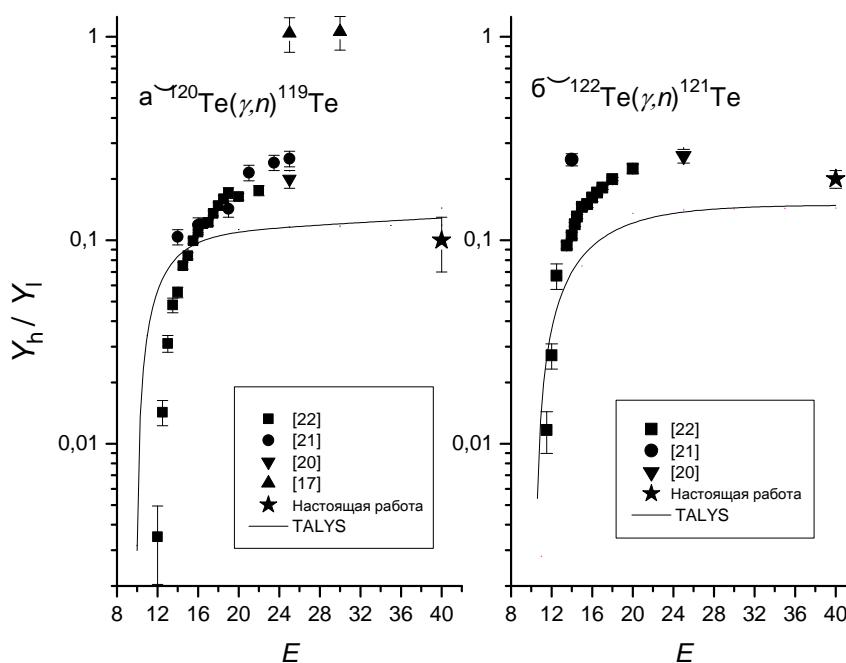 1
0,1
0,01
Y_h / Y_l
а) ¹²⁰Te(γ,n)¹¹⁹Te
[22]
[21]
[20]
[17]
Настоящая работа
TALYS
8 12 16 20 24 28 32 36 40
E
1
0,1
0,01
б) ¹²²Te(γ,n)¹²¹Te
[22]
[21]
[20]
Настоящая работа
TALYS
8 12 16 20 24 28 32 36 40
E